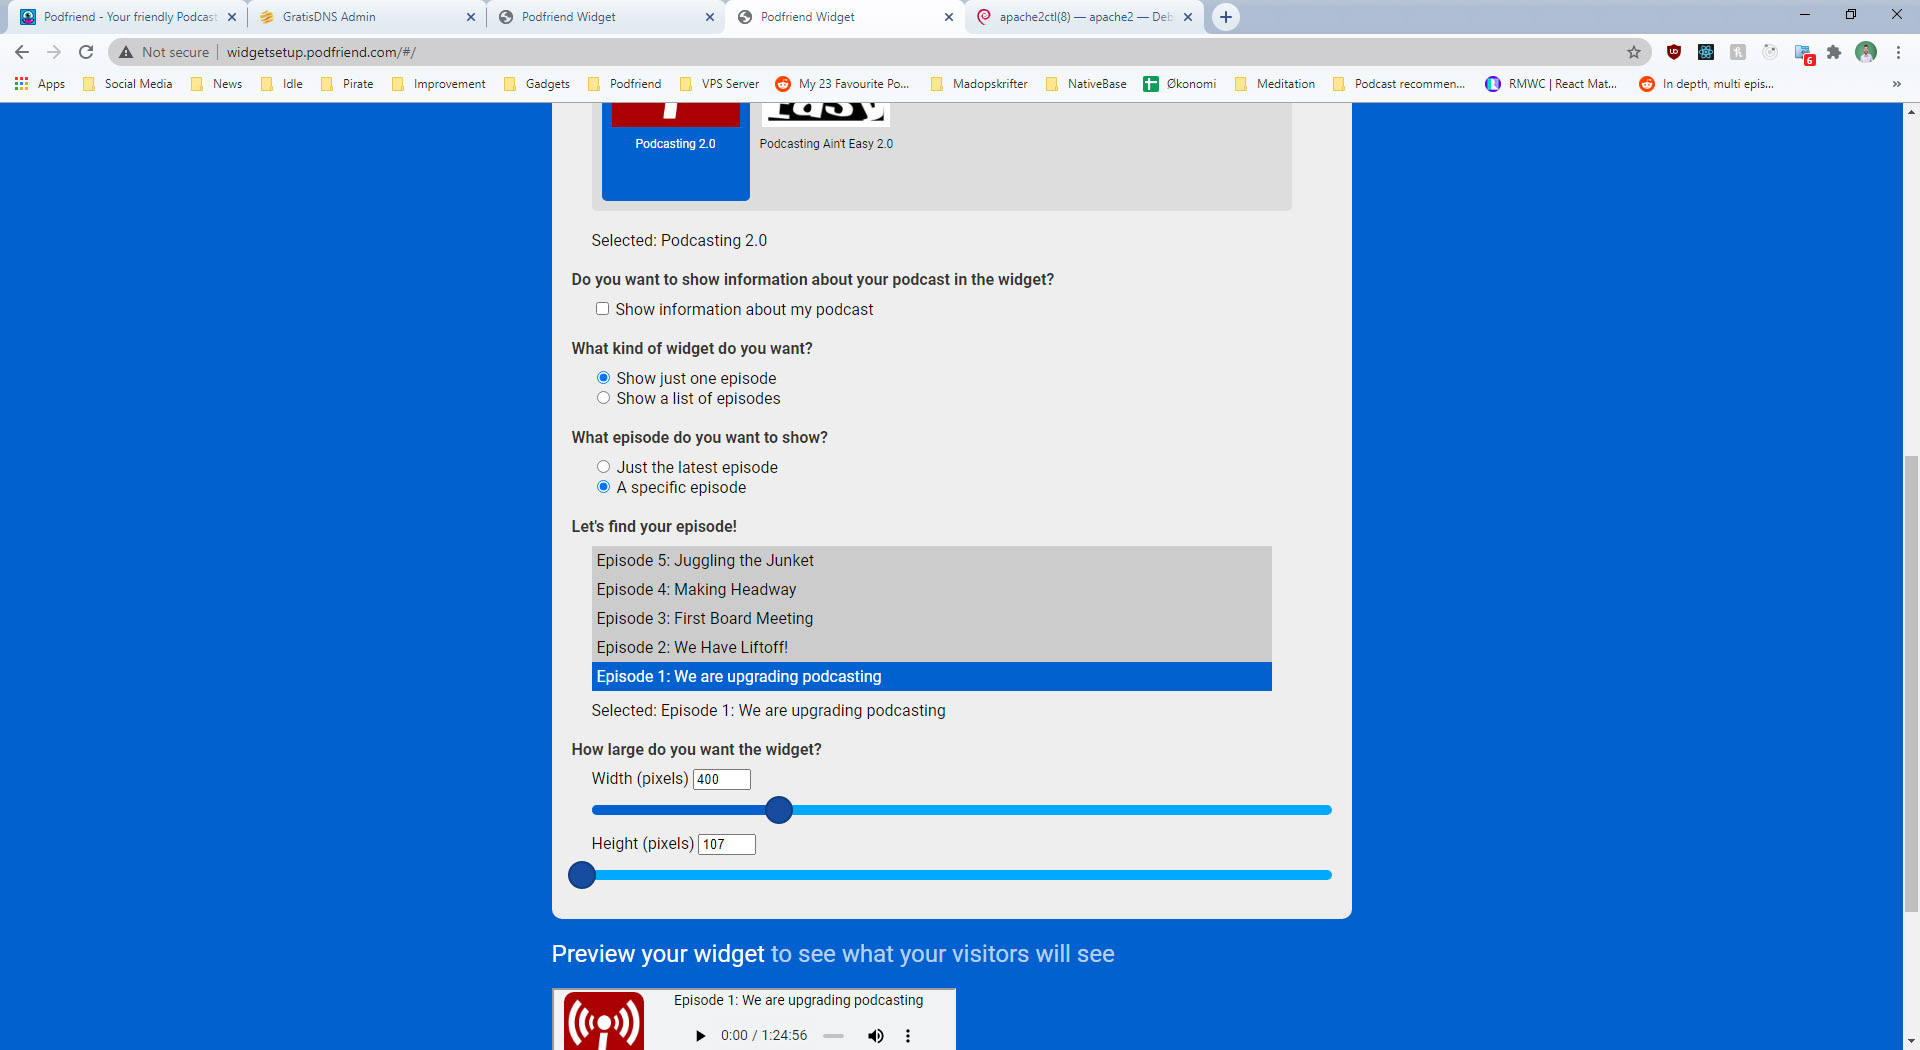 Podfriend - Your friendly Podcast
GratisDNS Admin
Podfriend Widget
Podfriend Widget
apache2ctl(8) — apache2 — Deb
Not secure
widgetsetup.podfriend.com/#/
6
Apps
Social Media
News
Idle
Pirate
Improvement
Gadgets
Podfriend
VPS Server
My 23 Favourite Po...
Madopskrifter
NativeBase
Økonomi
Meditation
Podcast recommen...
RMWC | React Mat...
In depth, multi epis...
»
Podcasting 2.0
Podcasting Ain't Easy 2.0
Selected: Podcasting 2.0
Do you want to show information about your podcast in the widget?
Show information about my podcast
What kind of widget do you want?
Show just one episode
Show a list of episodes
What episode do you want to show?
Just the latest episode
A specific episode
Let's find your episode!
Episode 5: Juggling the Junket
Episode 4: Making Headway
Episode 3: First Board Meeting
Episode 2: We Have Liftoff!
Episode 1: We are upgrading podcasting
Selected: Episode 1: We are upgrading podcasting
How large do you want the widget?
Width (pixels) 400
Height (pixels) 107
Preview your widget to see what your visitors will see
Episode 1: We are upgrading podcasting
0:00 / 1:24:56